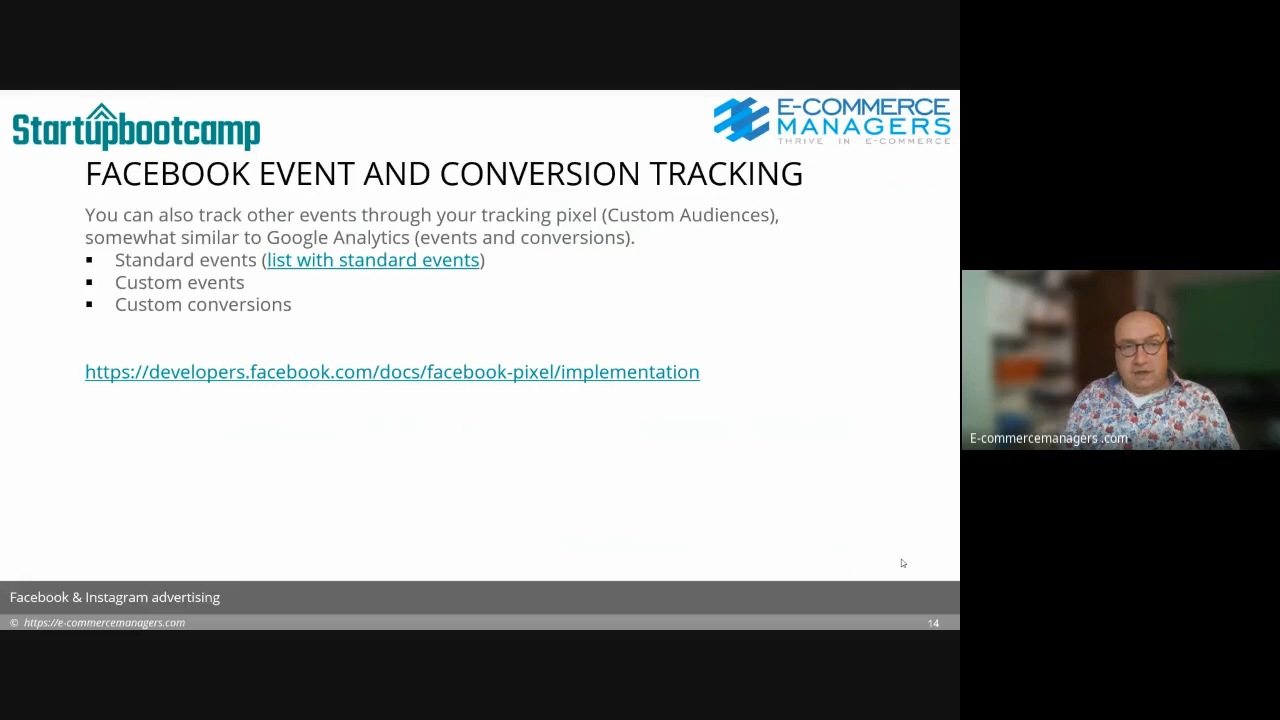 Startupbootcamp
E-COMMERCE
MANAGERS
THRIVE IN E-COMMERCE
FACEBOOK EVENT AND CONVERSION TRACKING
You can also track other events through your tracking pixel (Custom Audiences),
somewhat similar to Google Analytics (events and conversions).
▪ Standard events (list with standard events)
▪ Custom events
▪ Custom conversions
https://developers.facebook.com/docs/facebook-pixel/implementation
E-commercemanagers .com
Facebook & Instagram advertising
© https://e-commercemanagers.com
14